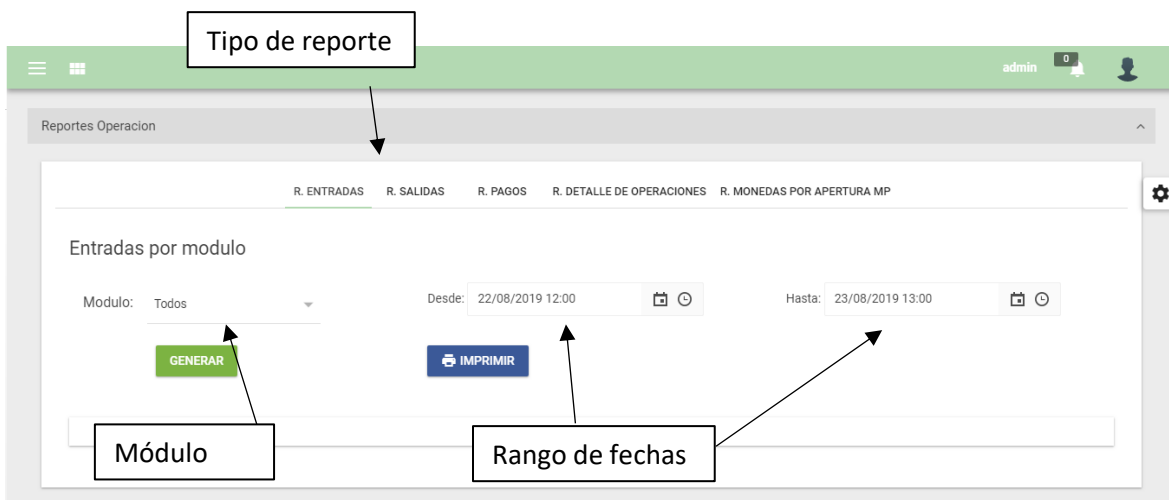 Tipo de reporte
admin 0
Reportes Operacion
R. ENTRADAS R. SALIDAS R. PAGOS R. DETALLE DE OPERACIONES R. MONEDAS POR APERTURA MP
Entradas por modulo
Modulo: Todos Desde: 22/08/2019 12:00 Hasta: 23/08/2019 13:00
GENERAR IMPRIMIR
Módulo Rango de fechas